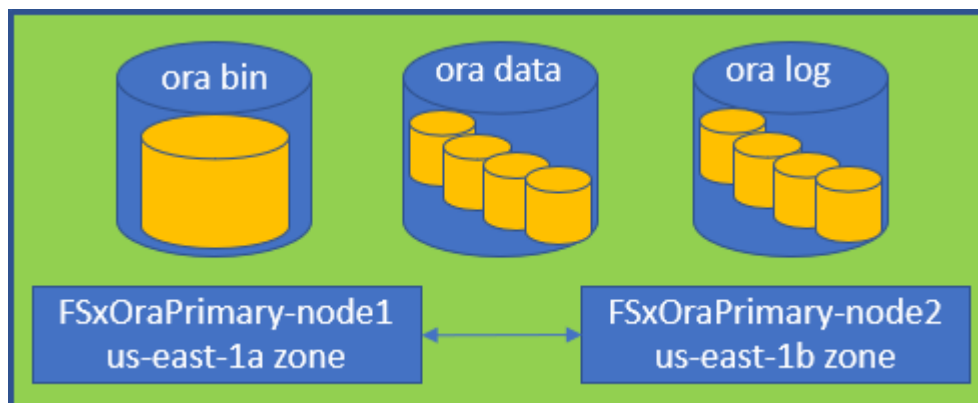 ora bin
ora data
ora log
FSxOraPrimary-node1
us-east-1a zone
FSxOraPrimary-node2
us-east-1b zone